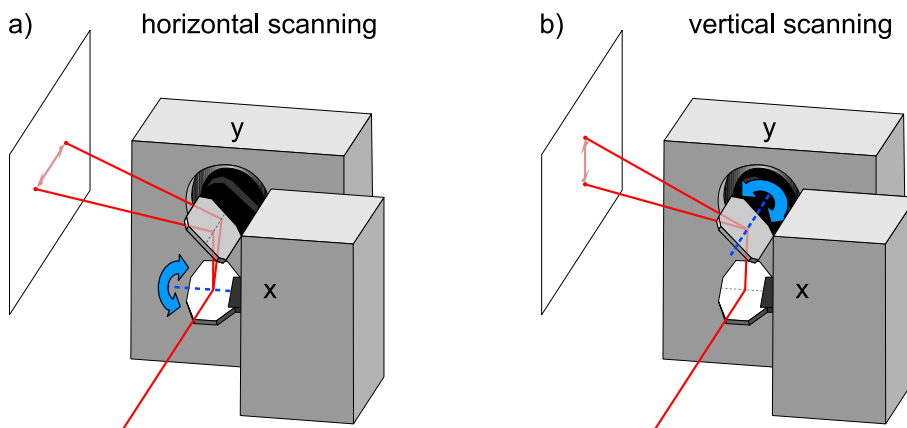 a) horizontal scanning
y
x
b) vertical scanning
y
x